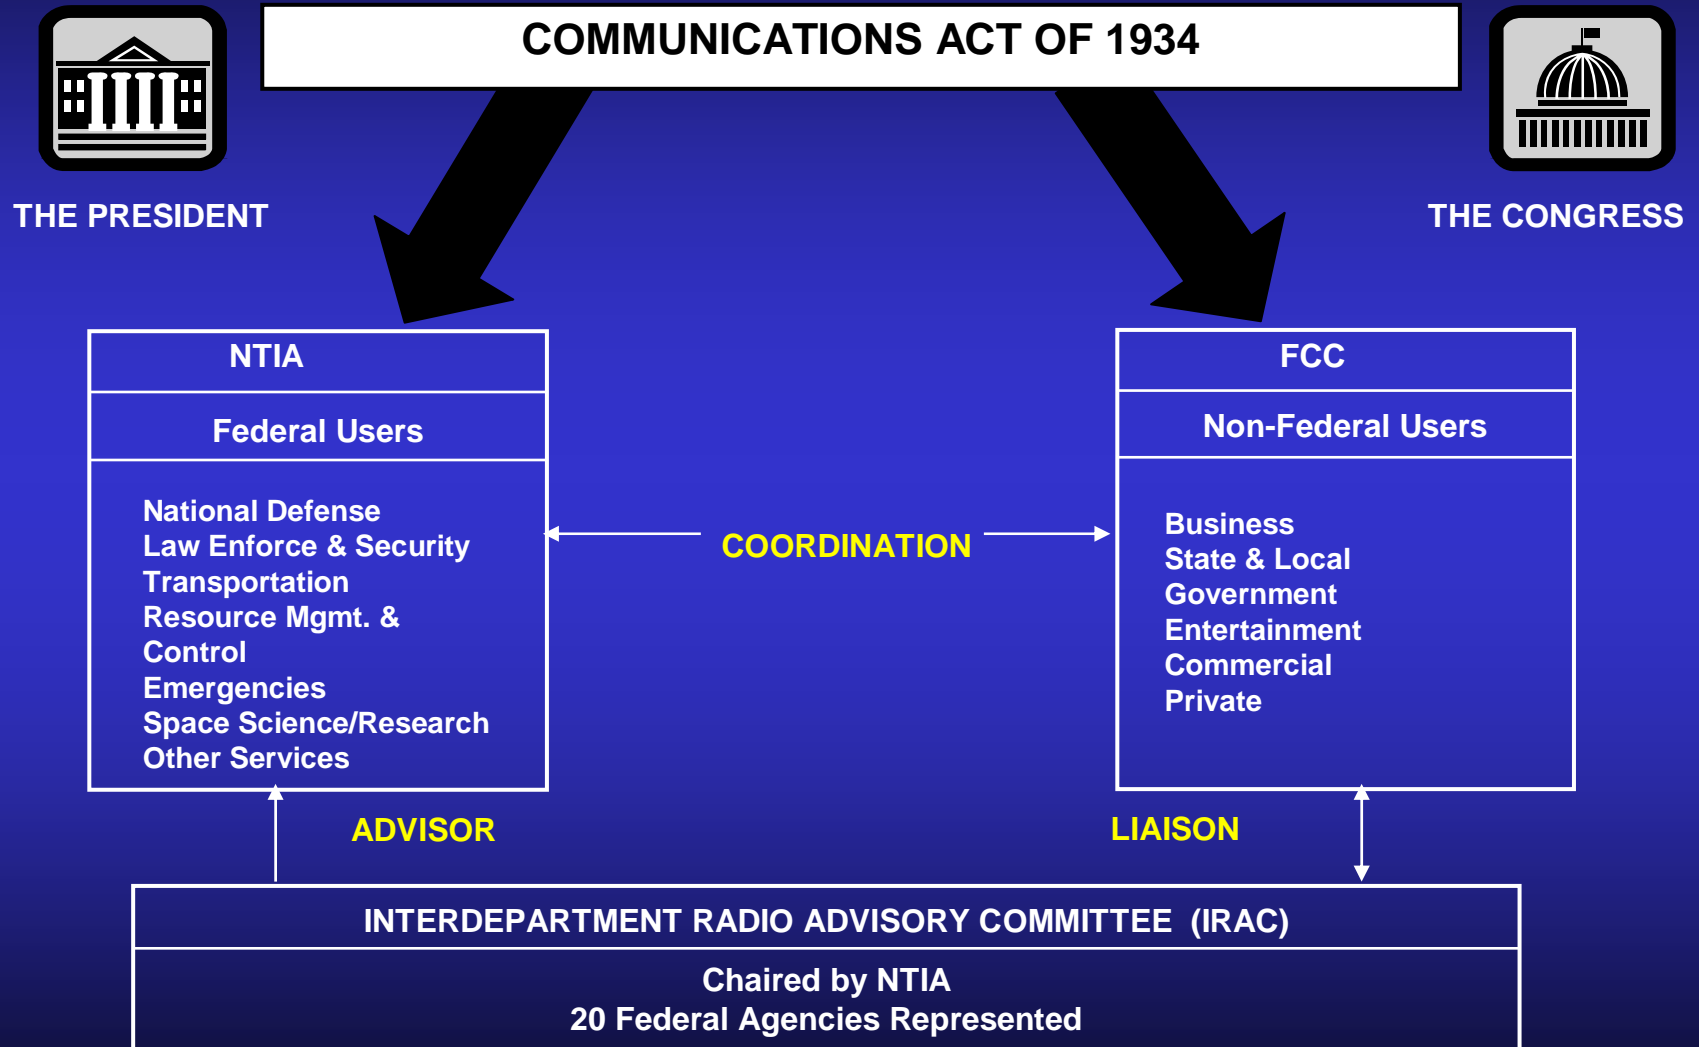 COMMUNICATIONS ACT OF 1934
THE PRESIDENT
THE CONGRESS
NTIA
Federal Users
National Defense
Law Enforce & Security
Transportation
Resource Mgmt. &
Control
Emergencies
Space Science/Research
Other Services
COORDINATION
FCC
Non-Federal Users
Business
State & Local
Government
Entertainment
Commercial
Private
ADVISOR
LIAISON
INTERDEPARTMENT RADIO ADVISORY COMMITTEE (IRAC)
Chaired by NTIA
20 Federal Agencies Represented